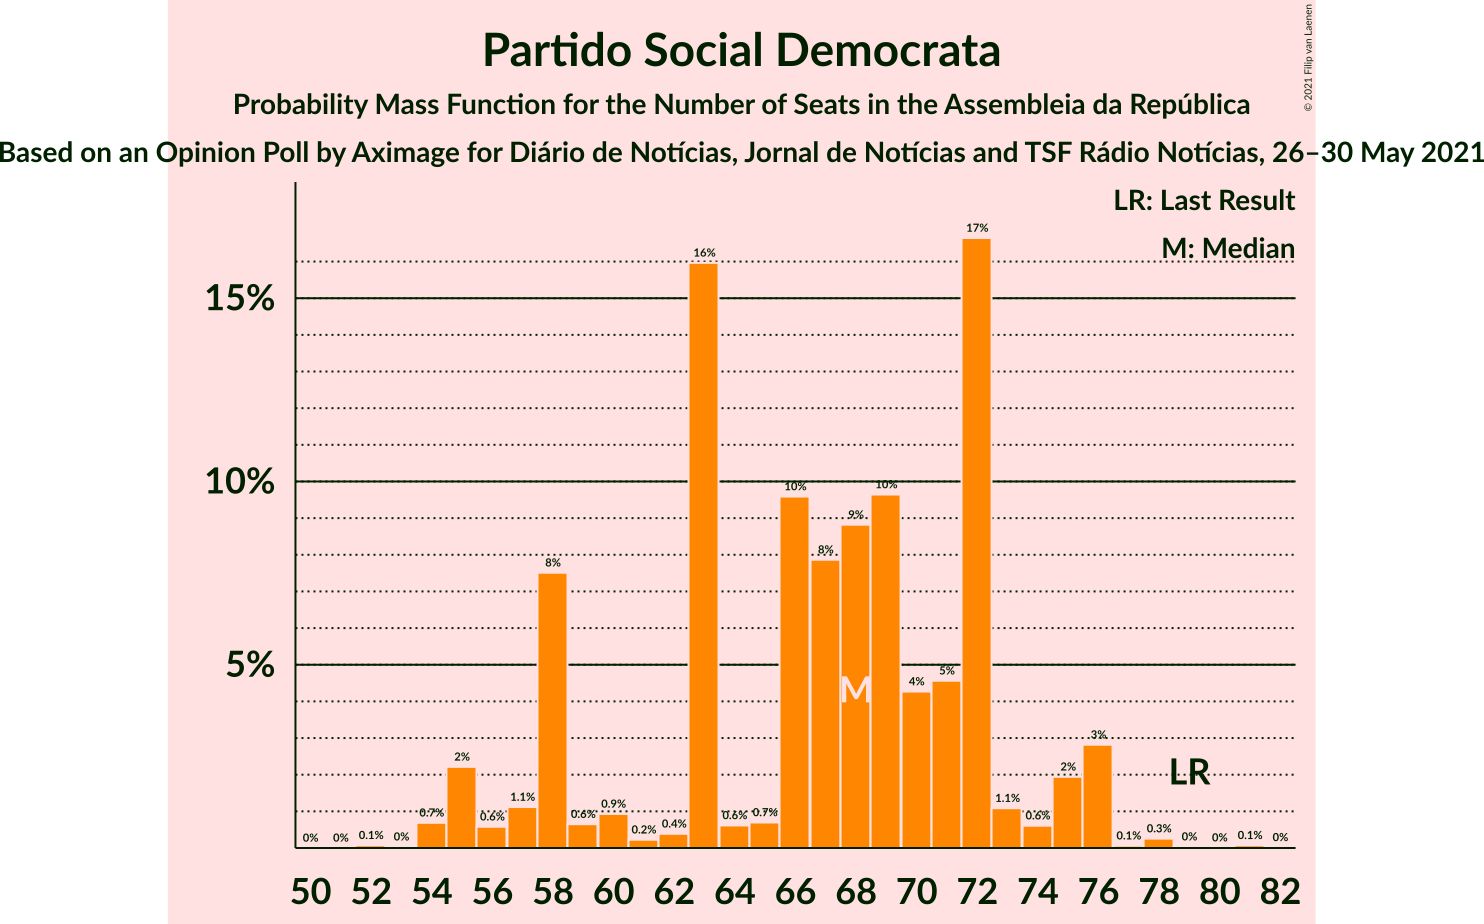 Partido Social Democrata
Probability Mass Function for the Number of Seats in the Assembleia da República
Based on an Opinion Poll by Aximage for Diário de Notícias, Jornal de Notícias and TSF Rádio Notícias, 26–30 May 2021
© 2021 Filip van Laenen
LR: Last Result
M: Median
15%
10%
5%
0% 0% 0.1% 0% 0.7% 2% 0.6% 1.1% 8% 0.6% 0.9% 0.2% 0.4% 16% 0.6% 0.7% 10% 8% 9% 10% 4% 5% 17% 1.1% 0.6% 2% 3% 0.1% 0.3% 0% 0% 0.1% 0%
M
LR
50 52 54 56 58 60 62 64 66 68 70 72 74 76 78 80 82